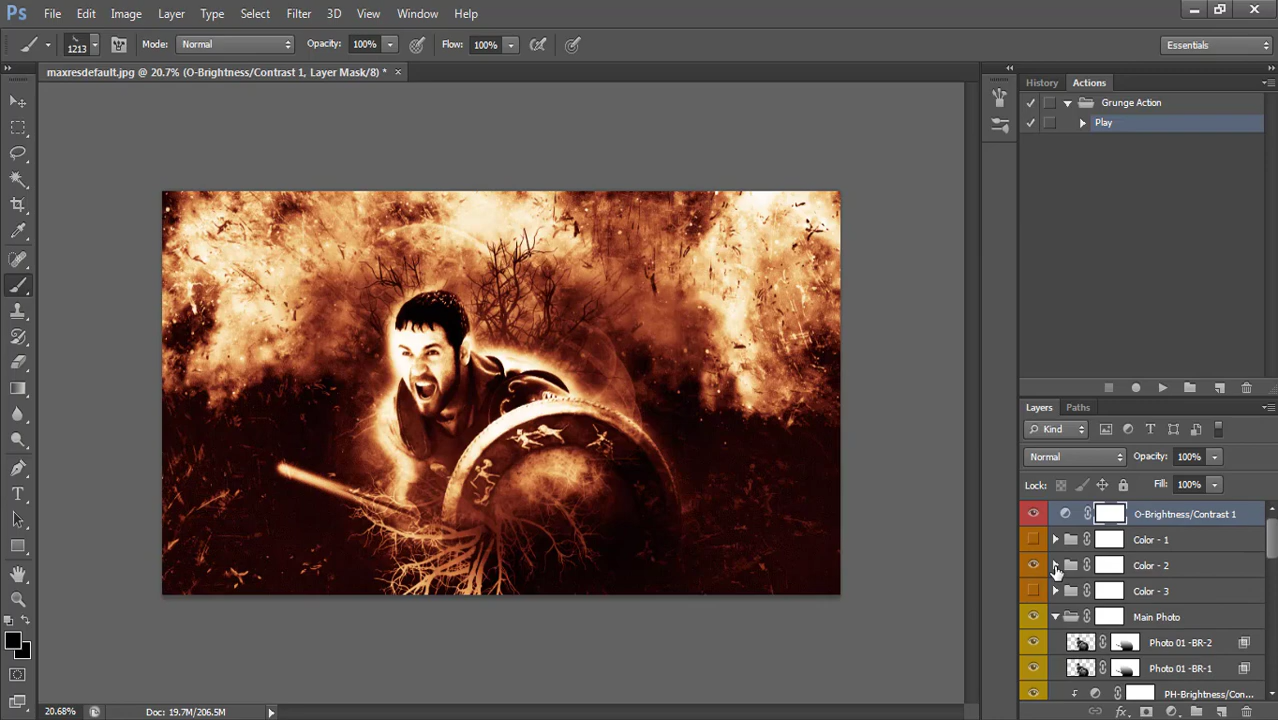 Ps File Edit Image Layer Type Select Filter 3D View Window Help
1213 Mode: Normal Opacity: 100% Flow: 100% Essentials
maxresdefault.jpg @ 20.7% (O-Brightness/Contrast 1, Layer Mask/8) * ×
History Actions
Grunge Action
Play
Layers Paths
Kind
Normal Opacity: 100%
Lock: Fill: 100%
O-Brightness/Contrast 1
Color - 1
Color - 2
Color - 3
Main Photo
Photo 01 -BR-2
Photo 01 -BR-1
PH-Brightness/Con...
20.68% Doc: 19.7M/206.5M